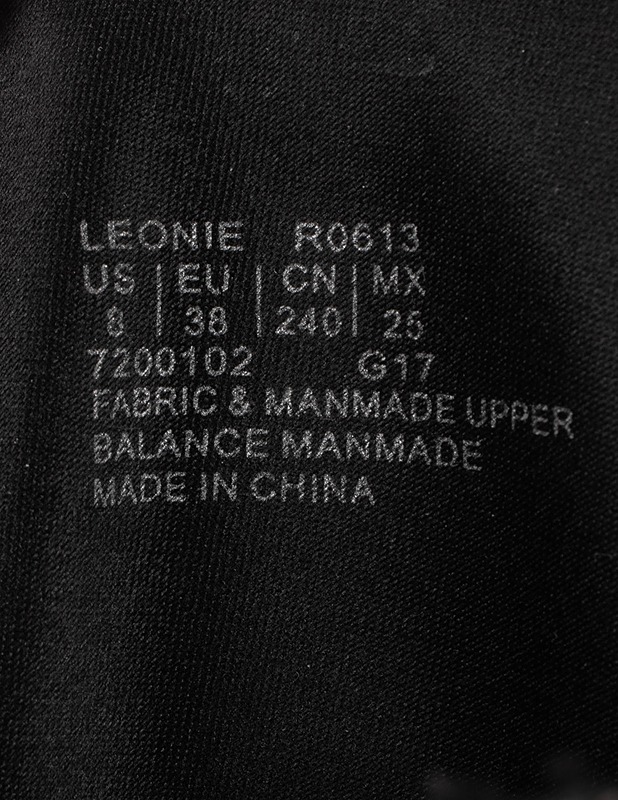 LEONIE R0613
US | EU | CN | MX
8 | 38 | 240 | 25
7200102 G17
FABRIC & MANMADE UPPER
BALANCE MANMADE
MADE IN CHINA